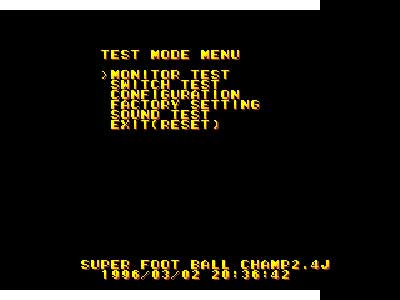 TEST MODE MENU
>MONITOR TEST
SWITCH TEST
CONFIGURATION
FACTORY SETTING
SOUND TEST
EXIT(RESET)
SUPER FOOT BALL CHAMP2.4J
1996/03/02 20:36:42